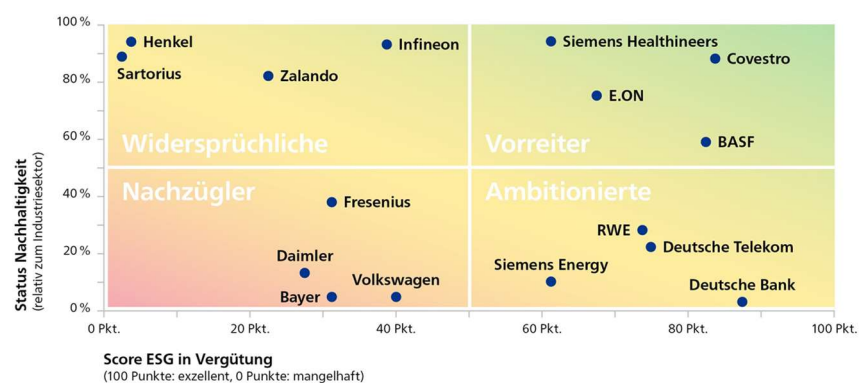 100 %
Henkel
Infineon
Siemens Healthineers
Covestro
Sartorius
Zalando
80 %
E.ON
60 %
Widersprüchliche
Vorreiter
BASF
Status Nachhaltigkeit
(relativ zum Industriesektor)
Nachzügler
Ambitionierte
40 %
Fresenius
RWE
Deutsche Telekom
20 %
Daimler
Siemens Energy
Volkswagen
Deutsche Bank
Bayer
0 %
0 Pkt.
20 Pkt.
40 Pkt.
60 Pkt.
80 Pkt.
100 Pkt.
Score ESG in Vergütung
(100 Punkte: exzellent, 0 Punkte: mangelhaft)